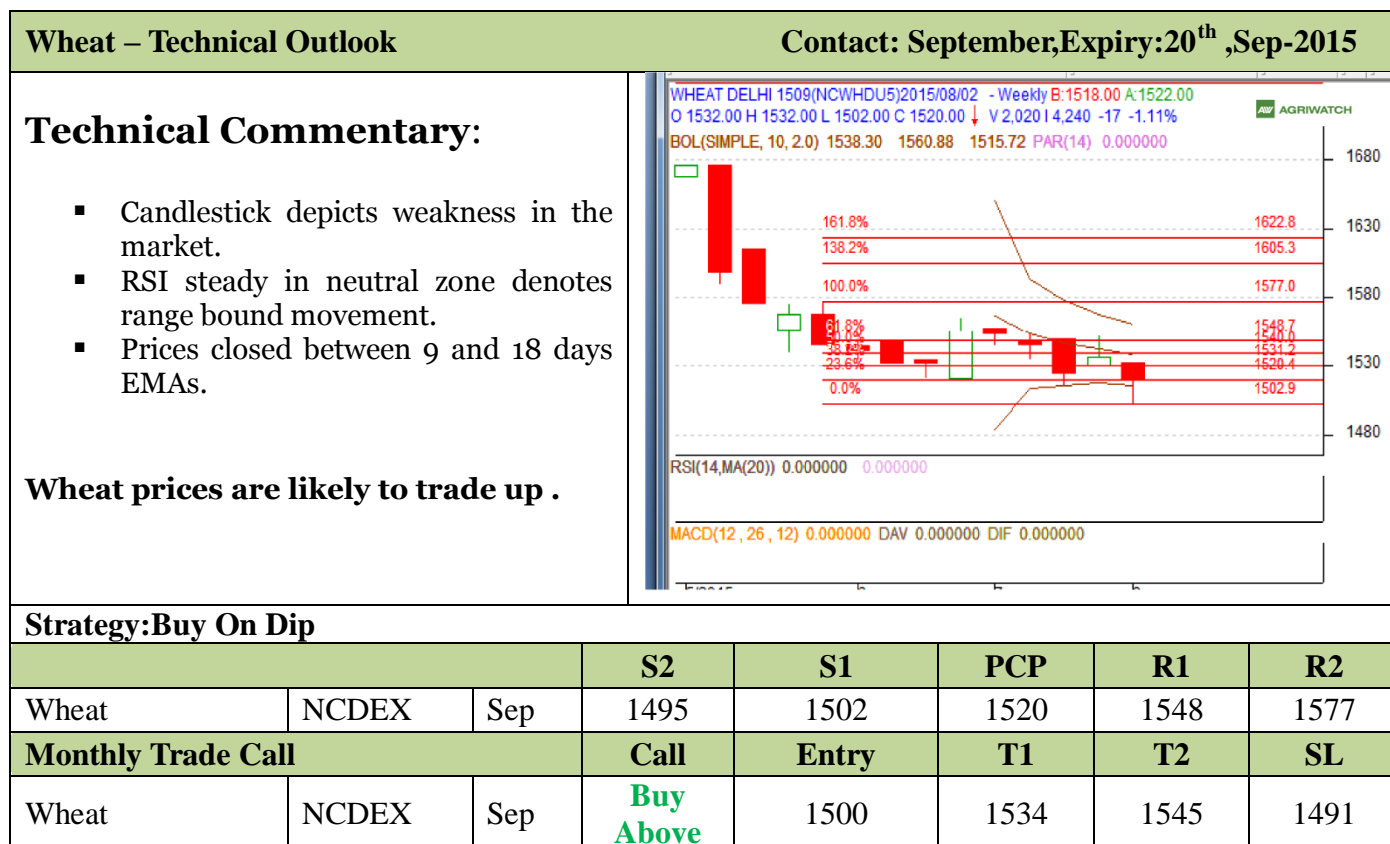 Wheat – Technical Outlook
Contact: September,Expiry:20th ,Sep-2015
Technical Commentary:
▪ Candlestick depicts weakness in the
market.
▪ RSI steady in neutral zone denotes
range bound movement.
▪ Prices closed between 9 and 18 days
EMAs.
Wheat prices are likely to trade up .
WHEAT DELHI 1509(NCWHDU5)2015/08/02 - Weekly B:1518.00 A:1522.00
O 1532.00 H 1532.00 L 1502.00 C 1520.00 ↓ V 2,020 I 4,240 -17 -1.11%
AW AGRIWATCH
BOL(SIMPLE, 10, 2.0) 1538.30 1560.88 1515.72 PAR(14) 0.000000
1680
161.8% 1622.8 1630
138.2% 1605.3
100.0% 1577.0 1580
61.8% 1548.7
50.0% 1540.0
38.2% 1531.2
23.6% 1520.4 1530
0.0% 1502.9
1480
RSI(14,MA(20)) 0.000000 0.000000
MACD(12 , 26 , 12) 0.000000 DAV 0.000000 DIF 0.000000
Strategy:Buy On Dip
S2 S1 PCP R1 R2
Wheat NCDEX Sep 1495 1502 1520 1548 1577
Monthly Trade Call Call Entry T1 T2 SL
Wheat NCDEX Sep Buy Above 1500 1534 1545 1491